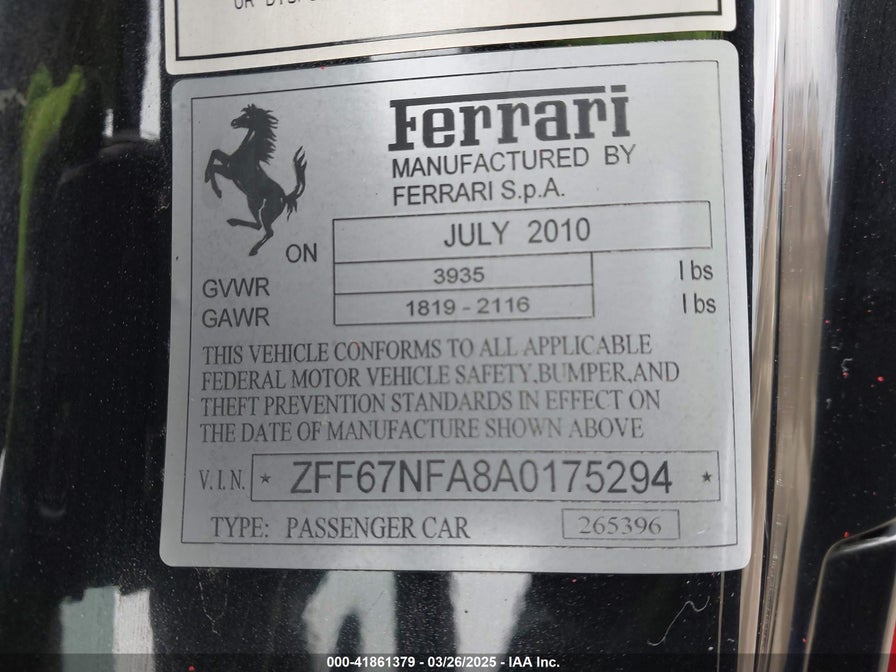 Ferrari
MANUFACTURED BY
FERRARI S.p.A.
ON JULY 2010
GVWR 3935 lbs
GAWR 1819 - 2116 lbs
THIS VEHICLE CONFORMS TO ALL APPLICABLE
FEDERAL MOTOR VEHICLE SAFETY,BUMPER,AND
THEFT PREVENTION STANDARDS IN EFFECT ON
THE DATE OF MANUFACTURE SHOWN ABOVE
V.I.N. * ZFF67NFA8A0175294 *
TYPE: PASSENGER CAR 265396
000-41861379 - 03/26/2025 - IAA Inc.